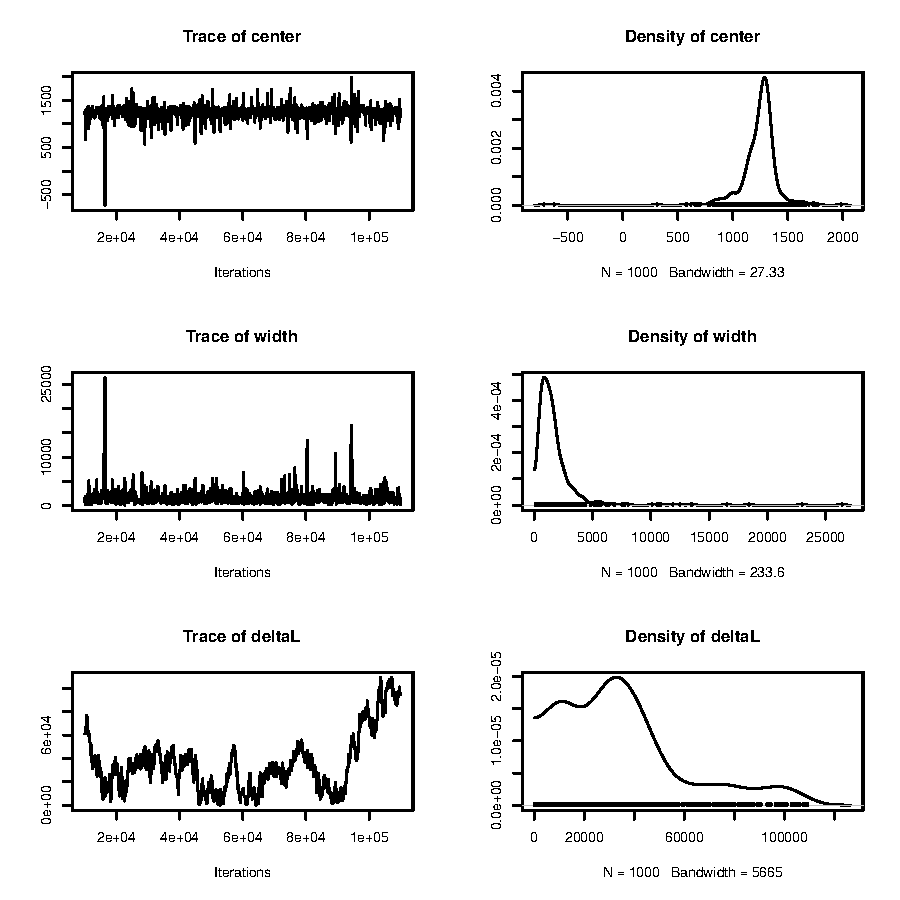 Trace of center
Density of center
−500 500 1500
2e+04 4e+04 6e+04 8e+04 1e+05
Iterations
0.000 0.002 0.004
−500 0 500 1000 1500 2000
N = 1000 Bandwidth = 27.33
Trace of width
Density of width
0 10000 25000
2e+04 4e+04 6e+04 8e+04 1e+05
Iterations
0e+00 2e−04 4e−04
0 5000 10000 15000 20000 25000
N = 1000 Bandwidth = 233.6
Trace of deltaL
Density of deltaL
0e+00 6e+04
2e+04 4e+04 6e+04 8e+04 1e+05
Iterations
0.0e+00 1.0e−05 2.0e−05
0 20000 60000 100000
N = 1000 Bandwidth = 5665